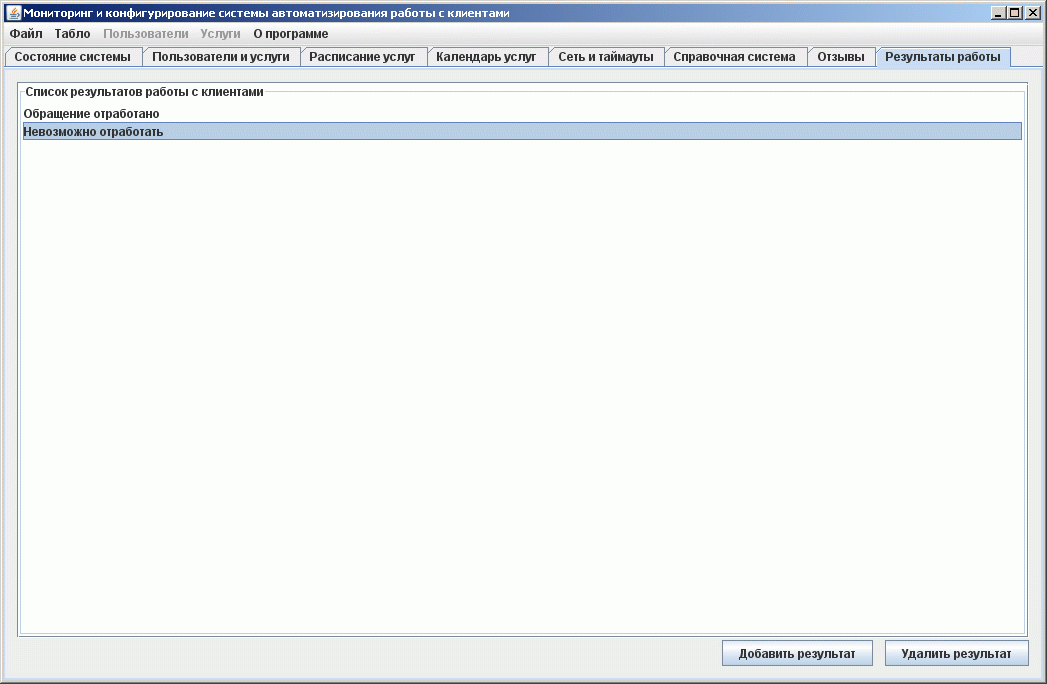 Мониторинг и конфигурирование системы автоматизирования работы с клиентами
Файл Табло Пользователи Услуги О программе
Состояние системы Пользователи и услуги Расписание услуг Календарь услуг Сеть и таймауты Справочная система Отзывы Результаты работы
Список результатов работы с клиентами
Обращение отработано
Невозможно отработать
Добавить результат Удалить результат